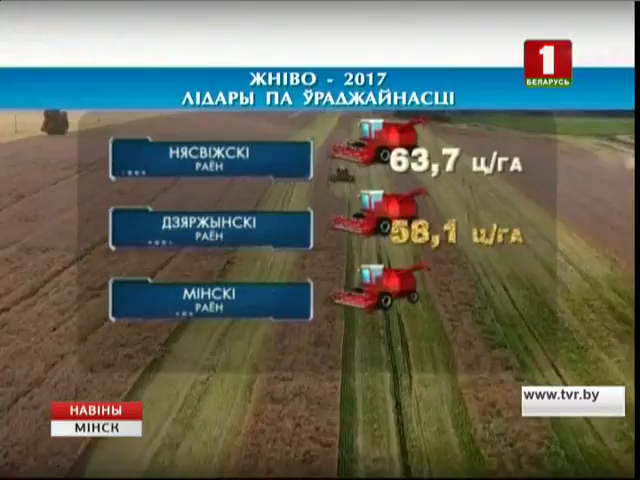 1
БЕЛАРУСЬ
ЖНІВО - 2017
ЛІДАРЫ ПА ЎРАДЖАЙНАСЦІ
НЯСВІЖСКІ
РАЁН
63,7 Ц/ГА
ДЗЯРЖЫНСКІ
РАЁН
58,1 Ц/ГА
МІНСКІ
РАЁН
www.tvr.by
НАВІНЫ
МІНСК